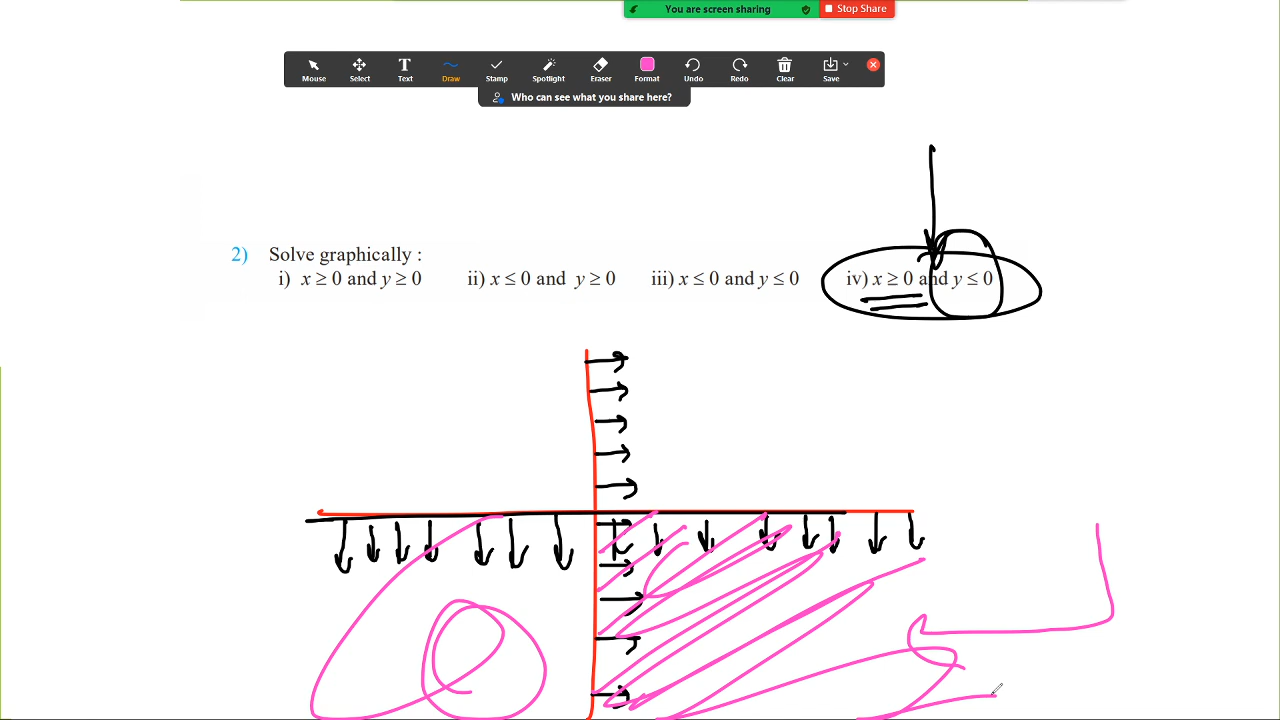 You are screen sharing Stop Share
Mouse Select Text Draw Stamp Spotlight Eraser Format Undo Redo Clear Save
Who can see what you share here?
2) Solve graphically :
i) x ≥ 0 and y ≥ 0 ii) x ≤ 0 and y ≥ 0 iii) x ≤ 0 and y ≤ 0 iv) x ≥ 0 and y ≤ 0